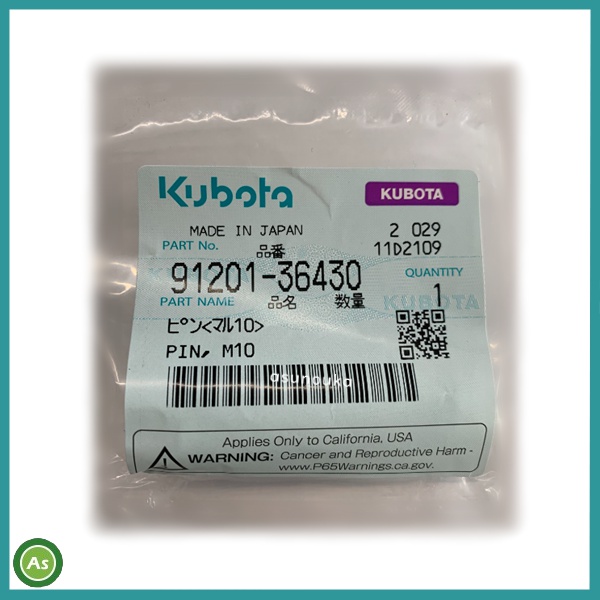 Kubota
KUBOTA
MADE IN JAPAN 2 029
PART No. 品番 11D2109
91201-36430
QUANTITY
1
PART NAME 品名 数量
KUBOTA
ピン<マル10>
PIN, M10
asunouka
Applies Only to California, USA
WARNING: Cancer and Reproductive Harm -
www.P65Warnings.ca.gov.
As